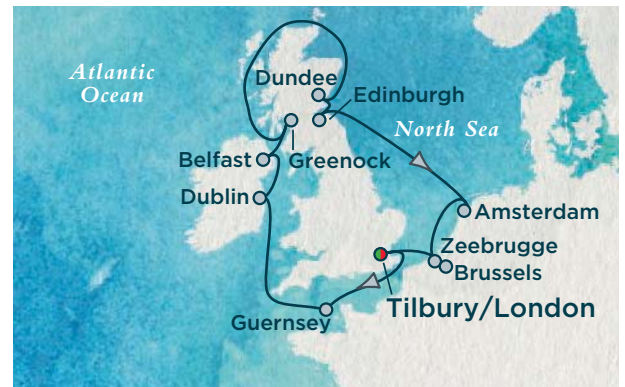 Atlantic
Ocean
Dundee
Edinburgh
North Sea
Belfast
Greenock
Dublin
Amsterdam
Zeebrugge
Brussels
Tilbury/London
Guernsey